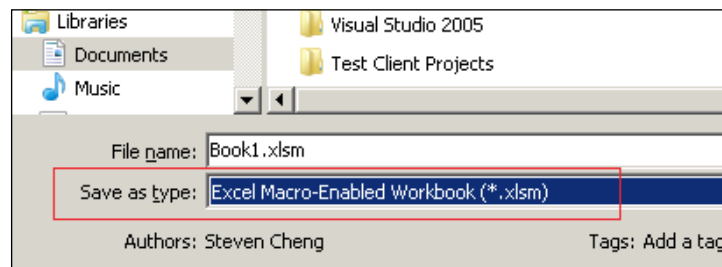 Libraries
Documents
Music
Visual Studio 2005
Test Client Projects
File name: Book1.xlsm
Save as type: Excel Macro-Enabled Workbook (*.xlsm)
Authors: Steven Cheng Tags: Add a tag